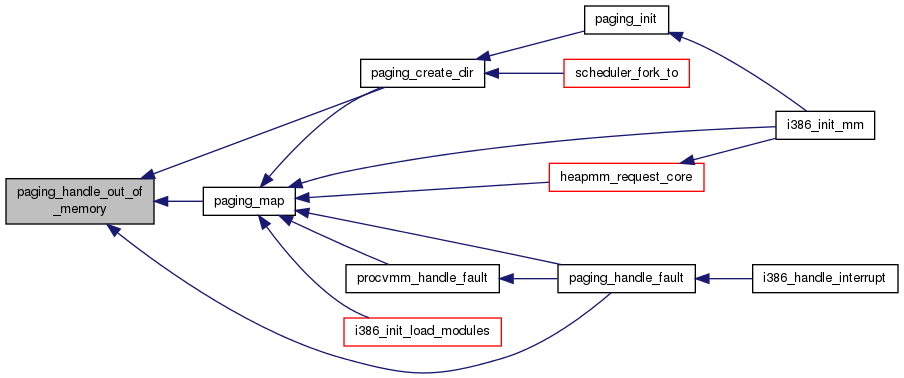 paging_init
paging_create_dir
scheduler_fork_to
i386_init_mm
paging_handle_out_of
_memory
paging_map
heapmm_request_core
procvmm_handle_fault
paging_handle_fault
i386_handle_interrupt
i386_init_load_modules